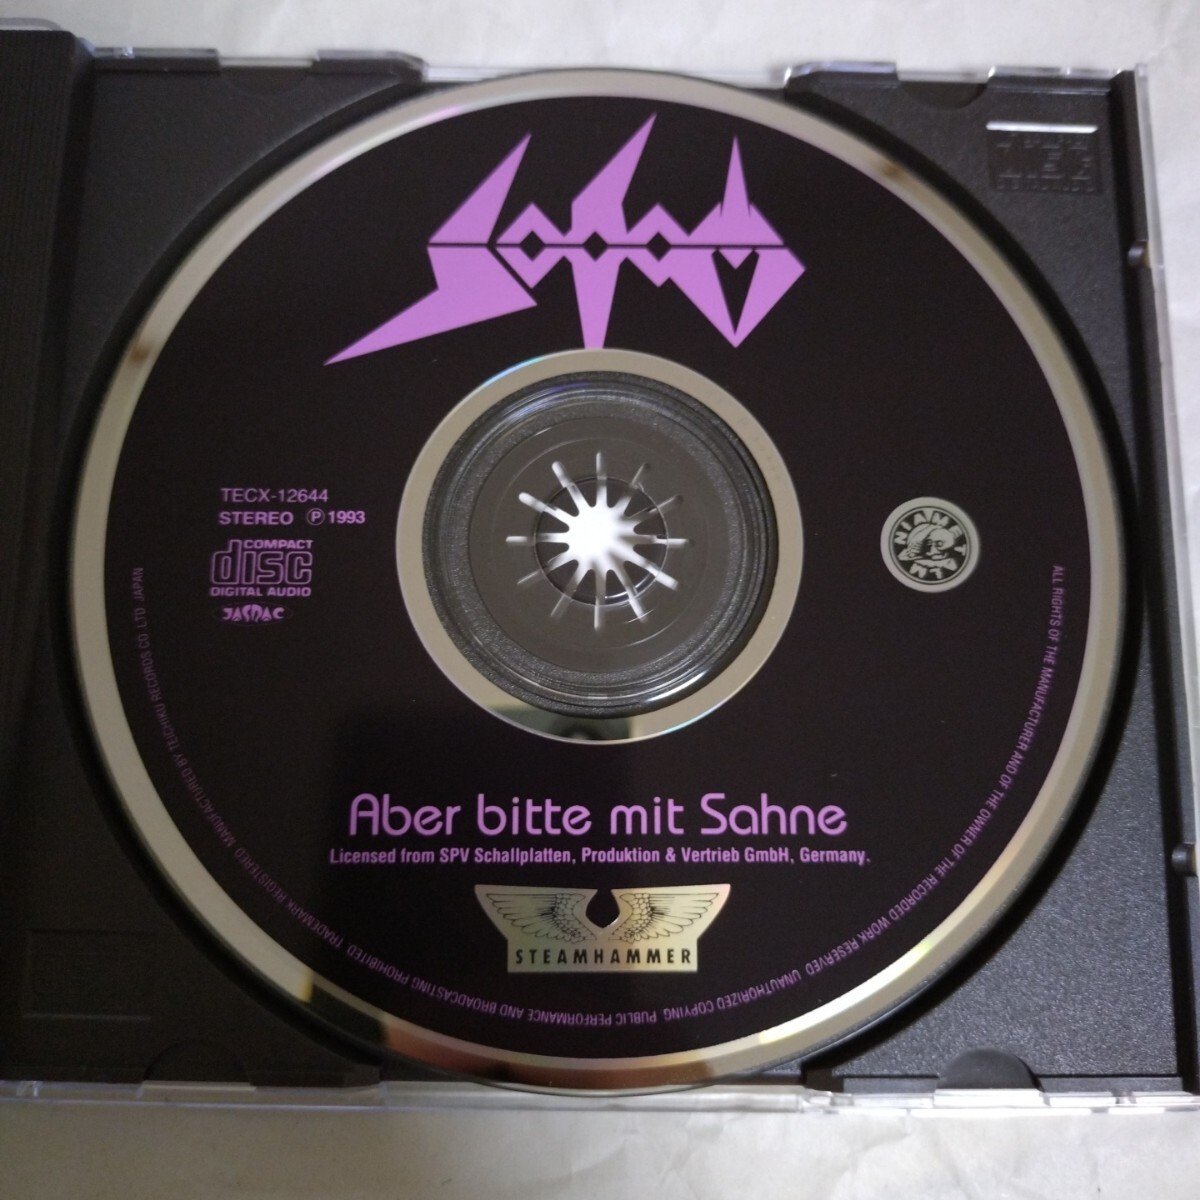 Sodom
TECX-12644
STEREO Ⓟ 1993
COMPACT
disc
DIGITAL AUDIO
JASRAC
Aber bitte mit Sahne
Licensed from SPV Schallplatten, Produktion & Vertrieb GmbH, Germany.
STEAMHAMMER
ALL RIGHTS OF THE MANUFACTURER AND OF THE OWNER OF THE RECORDED WORK RESERVED UNAUTHORIZED COPYING PUBLIC PERFORMANCE AND BROADCASTING PROHIBITED TRADEMARK REGISTERED MANUFACTURED BY TEICHIKU RECORDS CO.,LTD. JAPAN